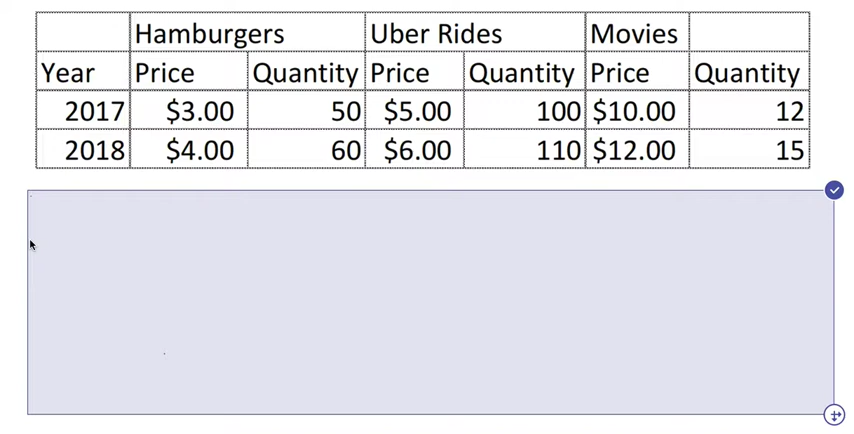 Hamburgers Uber Rides Movies
Year Price Quantity Price Quantity Price Quantity
2017 $3.00 50 $5.00 100 $10.00 12
2018 $4.00 60 $6.00 110 $12.00 15